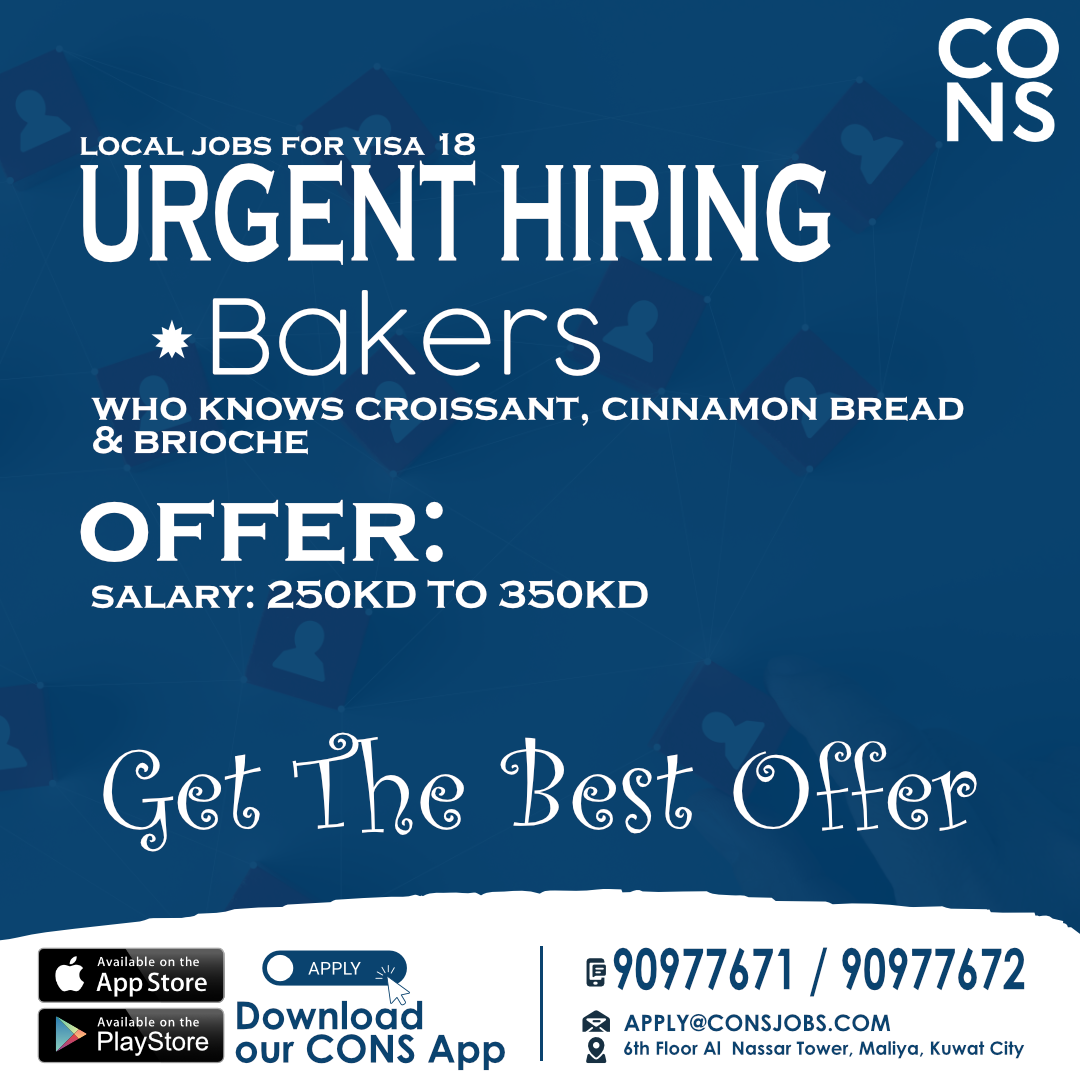 CO
NS
LOCAL JOBS FOR VISA 18
URGENT HIRING
Bakers
WHO KNOWS CROISSANT, CINNAMON BREAD
& BRIOCHE
OFFER:
SALARY: 250KD TO 350KD
Get The Best Offer
Available on the
App Store
Available on the
PlayStore
APPLY
Download
our CONS App
90977671 / 90977672
APPLY@CONSJOBS.COM
6th Floor Al Nassar Tower, Maliya, Kuwat City